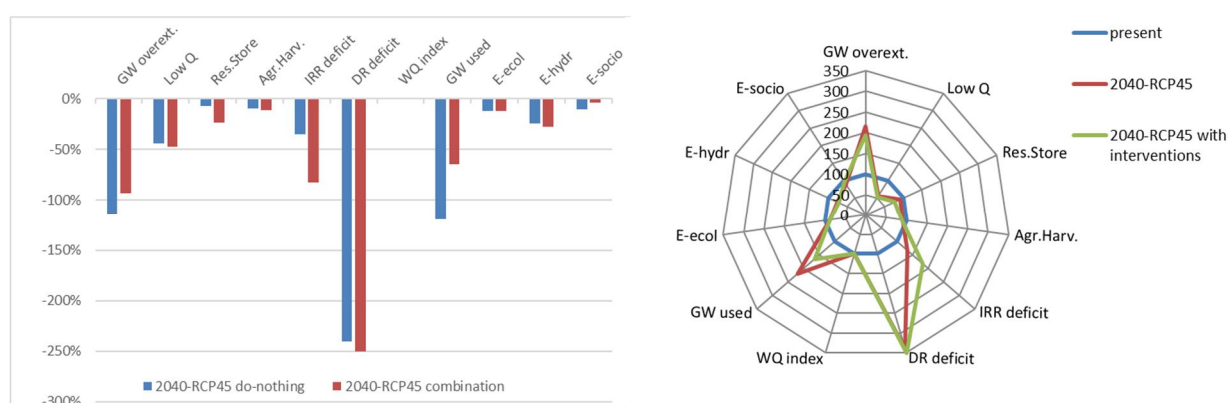 GW overext.
Low Q
Res.Store
Agr.Harv.
IRR deficit
DR deficit
WQ index
GW used
E-ecol
E-hydr
E-socio
0%
-50%
-100%
-150%
-200%
-250%
-300%
2040-RCP45 do-nothing
2040-RCP45 combination
GW overext.
Low Q
Res.Store
Agr.Harv.
IRR deficit
DR deficit
WQ index
GW used
E-ecol
E-hydr
E-socio
350
300
250
200
150
100
50
0
present
2040-RCP45
2040-RCP45 with
interventions